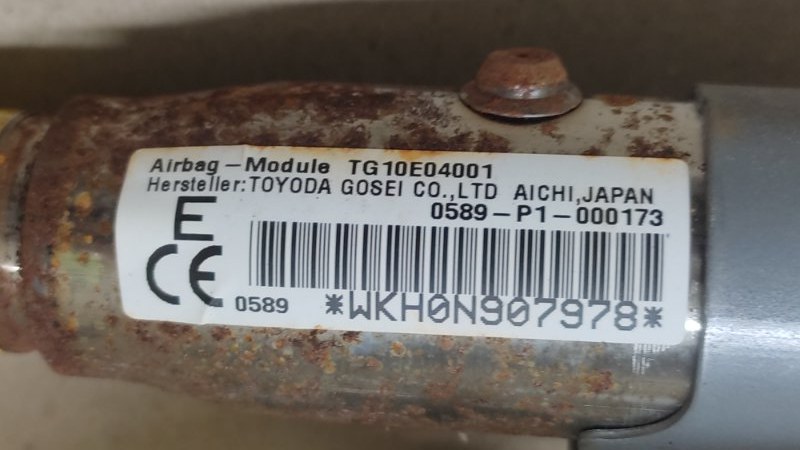 Airbag-Module TG10E04001
Hersteller:TOYODA GOSEI CO.,LTD AICHI,JAPAN
0589-P1-000173
E
CE 0589
*WKH0N907978*